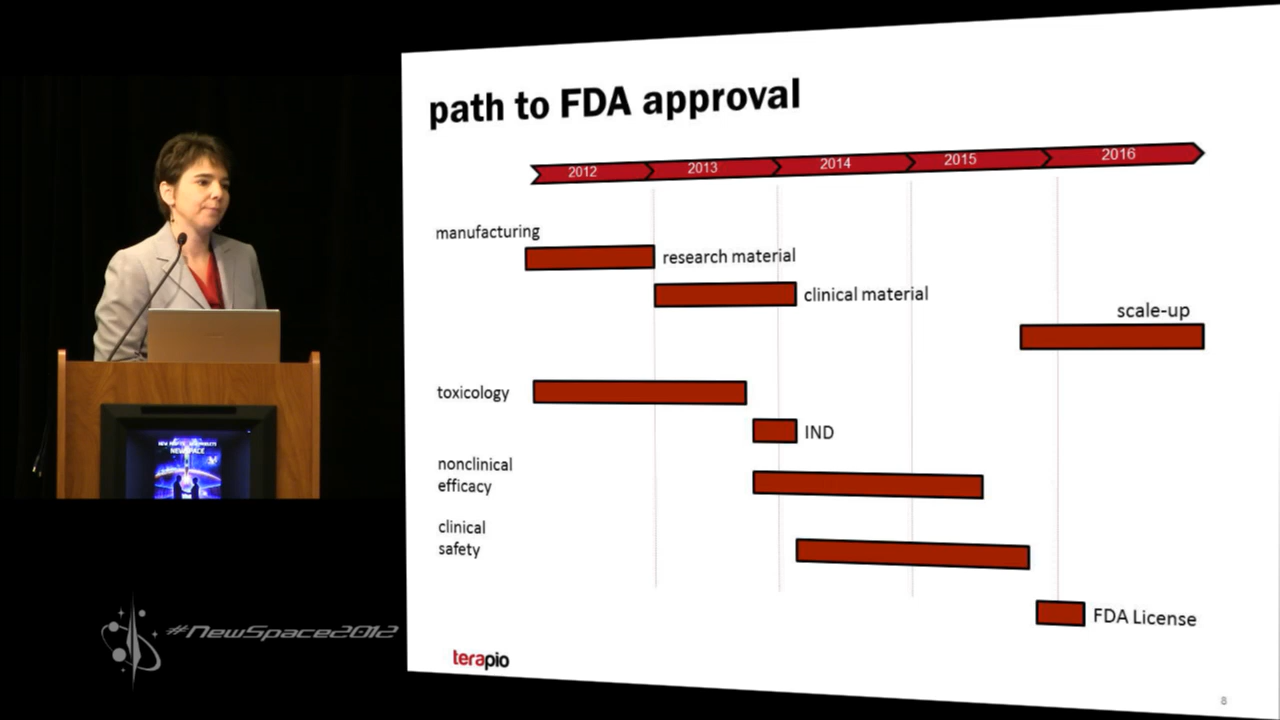 path to FDA approval
2012 2013 2014 2015 2016
manufacturing
research material
clinical material
scale-up
toxicology
IND
nonclinical
efficacy
clinical
safety
FDA License
terapio
8
#NewSpace2012